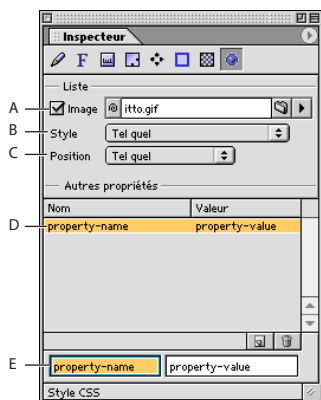 Inspecteur
F
Liste
A Image itto.gif
B Style Tel quel
C Position Tel quel
Autres propriétés
Nom Valeur
D property-name property-value
E property-name property-value
Style CSS